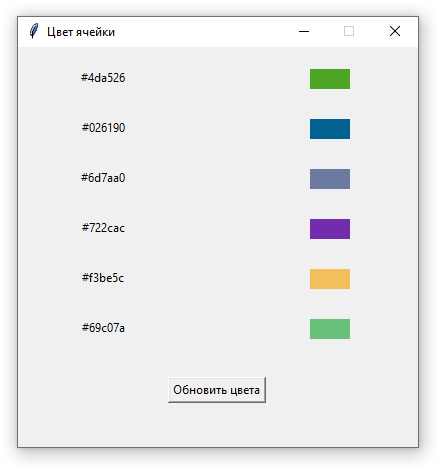 Цвет ячейки
#4da526
#026190
#6d7aa0
#722cac
#f3be5c
#69c07a
Обновить цвета